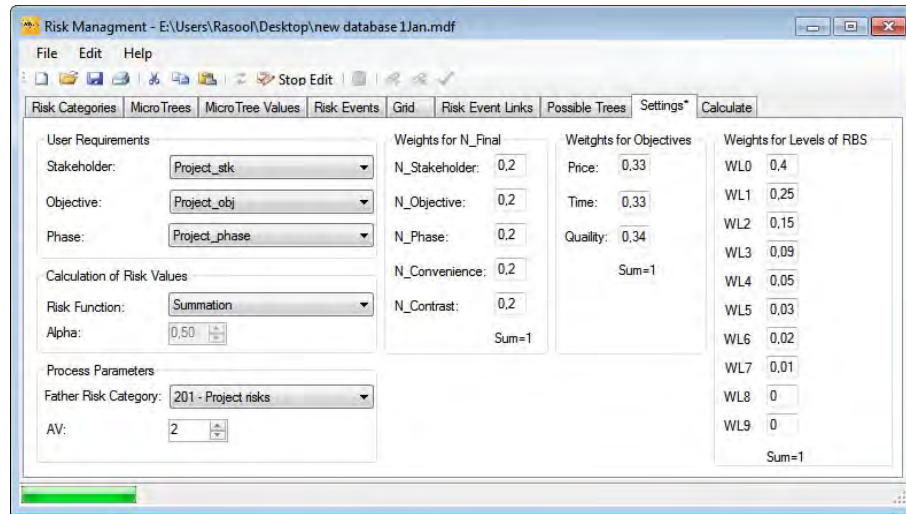 Risk Managment - E:\Users\Rasool\Desktop\new database 1Jan.mdf
File Edit Help
Stop Edit
Risk Categories MicroTrees MicroTree Values Risk Events Grid Risk Event Links Possible Trees Settings* Calculate
User Requirements
Stakeholder: Project_stk
Objective: Project_obj
Phase: Project_phase
Calculation of Risk Values
Risk Function: Summation
Alpha: 0,50
Process Parameters
Father Risk Category: 201 - Project risks
AV: 2
Weights for N_Final
N_Stakeholder: 0,2
N_Objective: 0,2
N_Phase: 0,2
N_Convenience: 0,2
N_Contrast: 0,2
Sum=1
Weitghts for Objectives
Price: 0,33
Time: 0,33
Quaility: 0,34
Sum=1
Weights for Levels of RBS
WL0 0,4
WL1 0,25
WL2 0,15
WL3 0,09
WL4 0,05
WL5 0,03
WL6 0,02
WL7 0,01
WL8 0
WL9 0
Sum=1